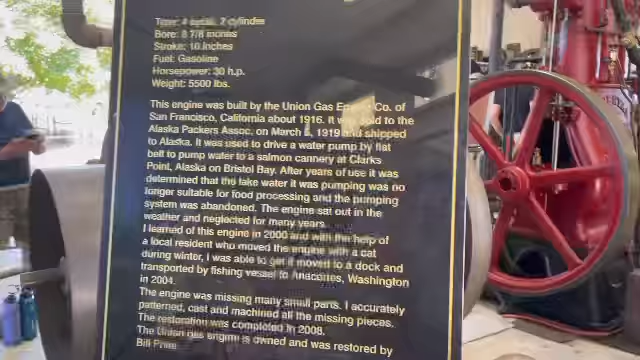 Type: 4 cycle, 2 cylinder
Bore: 8 7/8 inches
Stroke: 10 inches
Fuel: Gasoline
Horsepower: 30 h.p.
Weight: 5500 lbs.
This engine was built by the Union Gas Engine Co. of
San Francisco, California about 1916. It was sold to the
Alaska Packers Assoc. on March 1919 and shipped
to Alaska. It was used to drive a water pump by flat
belt to pump water to a salmon cannery at Clarks
Point, Alaska on Bristol Bay. After years of use it was
determined that the lake water it was pumping was no
longer suitable for food processing and the pumping
system was abandoned. The engine sat out in the
weather and neglected for many years.
I learned of this engine in 2000 and with the help of
a local resident who moved the engine with a cat
during winter, I was able to get it moved to a dock and
transported by fishing vessel to Anacortes, Washington
in 2004.
The engine was missing many small parts. I accurately
patterned, cast and machined all the missing pieces.
The restoration was completed in 2008.
The Union gas engine is owned and was restored by
Bill